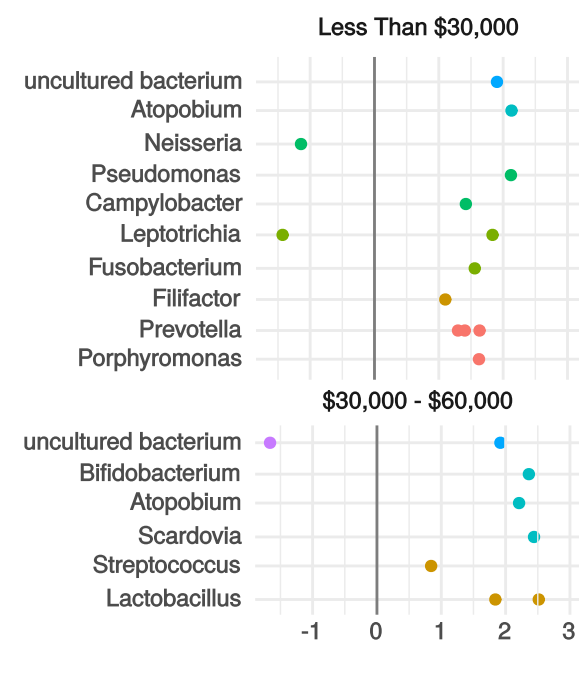 Less Than $30,000
uncultured bacterium
Atopobium
Neisseria
Pseudomonas
Campylobacter
Leptotrichia
Fusobacterium
Filifactor
Prevotella
Porphyromonas
$30,000 - $60,000
uncultured bacterium
Bifidobacterium
Atopobium
Scardovia
Streptococcus
Lactobacillus
-1 0 1 2 3